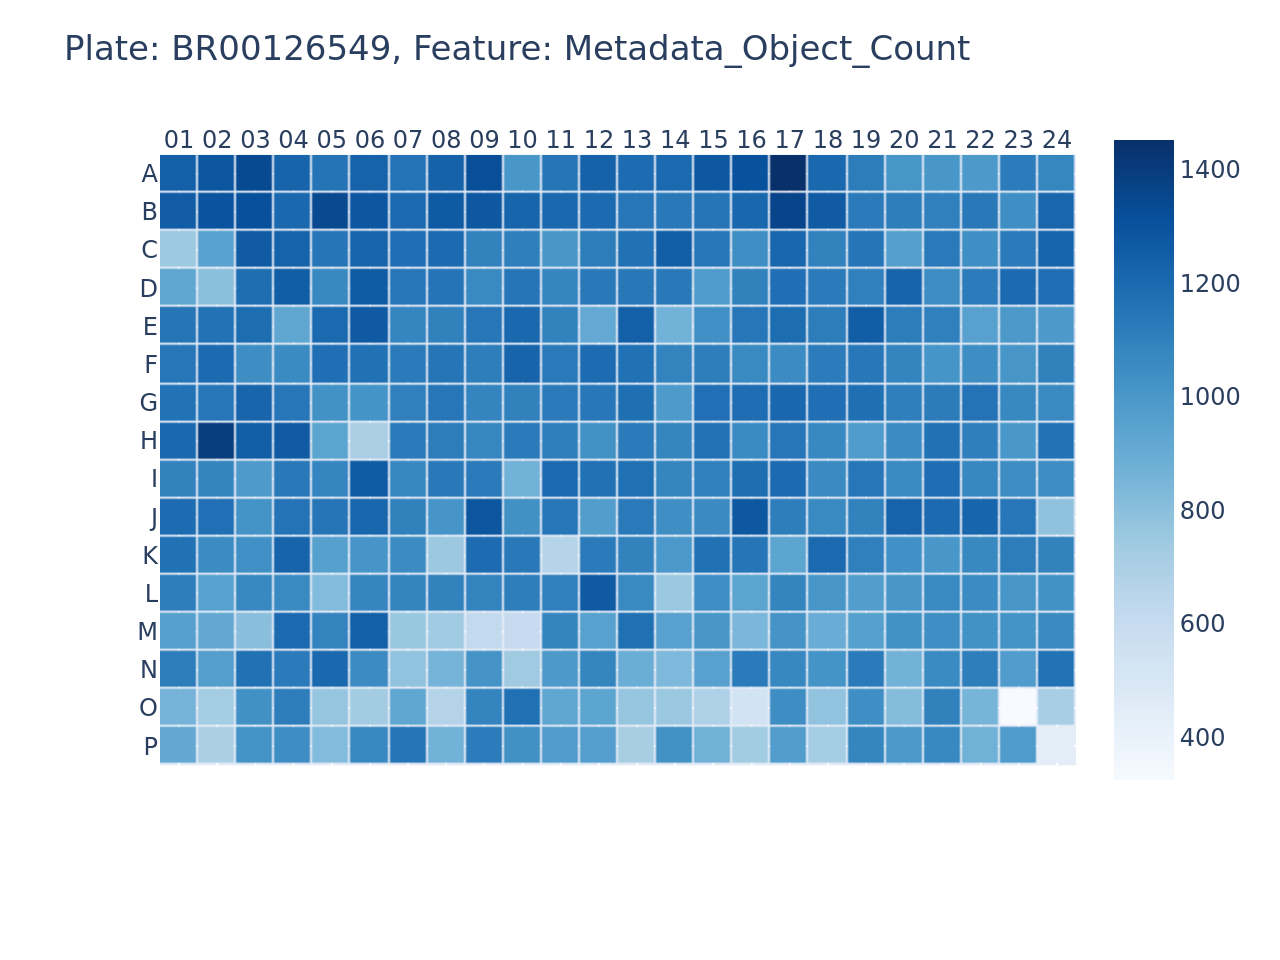 Plate: BR00126549, Feature: Metadata_Object_Count
01 02 03 04 05 06 07 08 09 10 11 12 13 14 15 16 17 18 19 20 21 22 23 24
A
B
C
D
E
F
G
H
I
J
K
L
M
N
O
P
1400
1200
1000
800
600
400